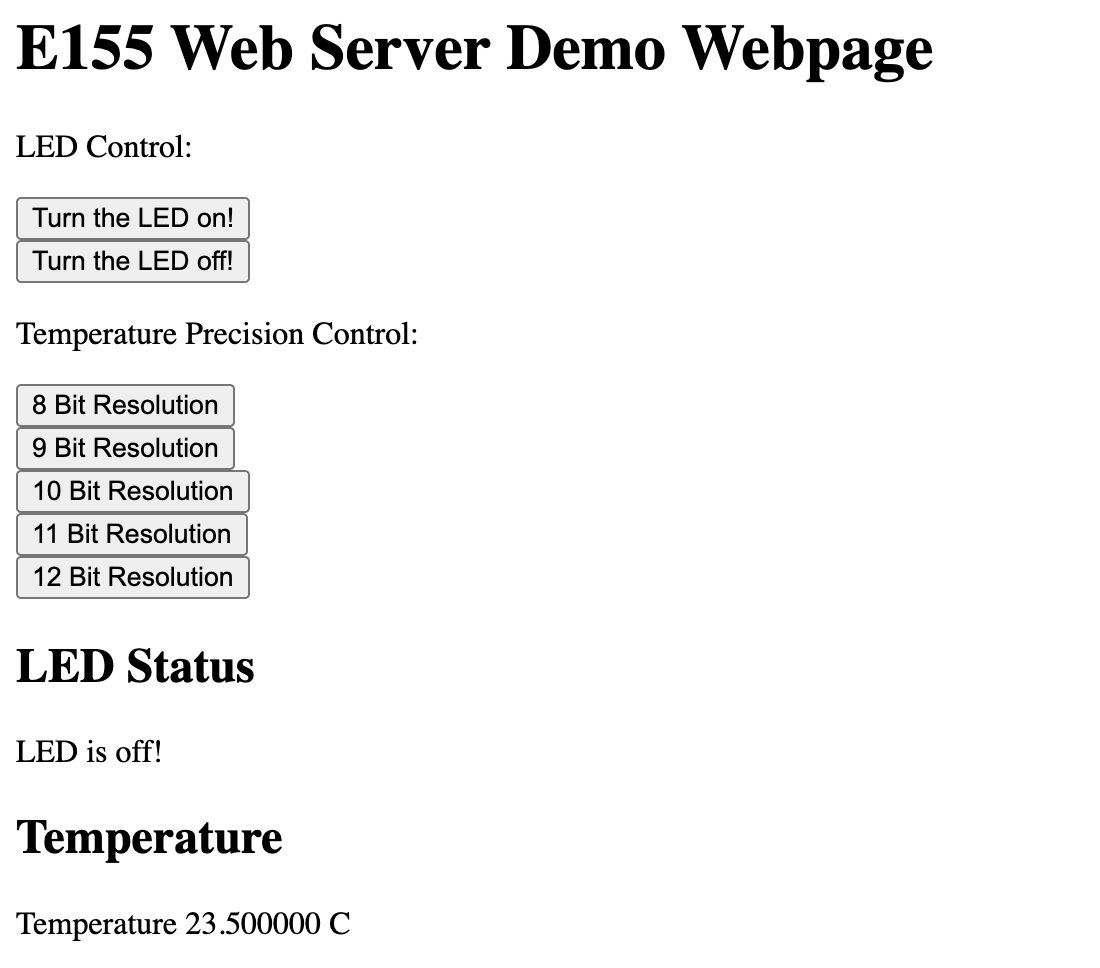 E155 Web Server Demo Webpage
LED Control:
Turn the LED on!
Turn the LED off!
Temperature Precision Control:
8 Bit Resolution
9 Bit Resolution
10 Bit Resolution
11 Bit Resolution
12 Bit Resolution
LED Status
LED is off!
Temperature
Temperature 23.500000 C